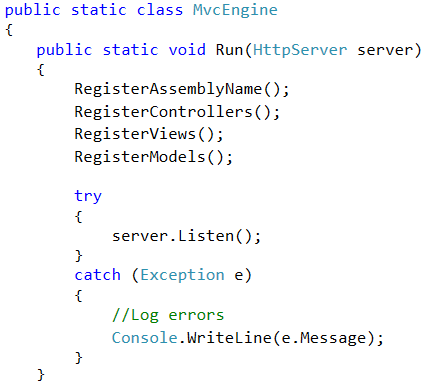 public static class MvcEngine
{
    public static void Run(HttpServer server)
    {
        RegisterAssemblyName();
        RegisterControllers();
        RegisterViews();
        RegisterModels();

        try
        {
            server.Listen();
        }
        catch (Exception e)
        {
            //Log errors
            Console.WriteLine(e.Message);
        }
    }